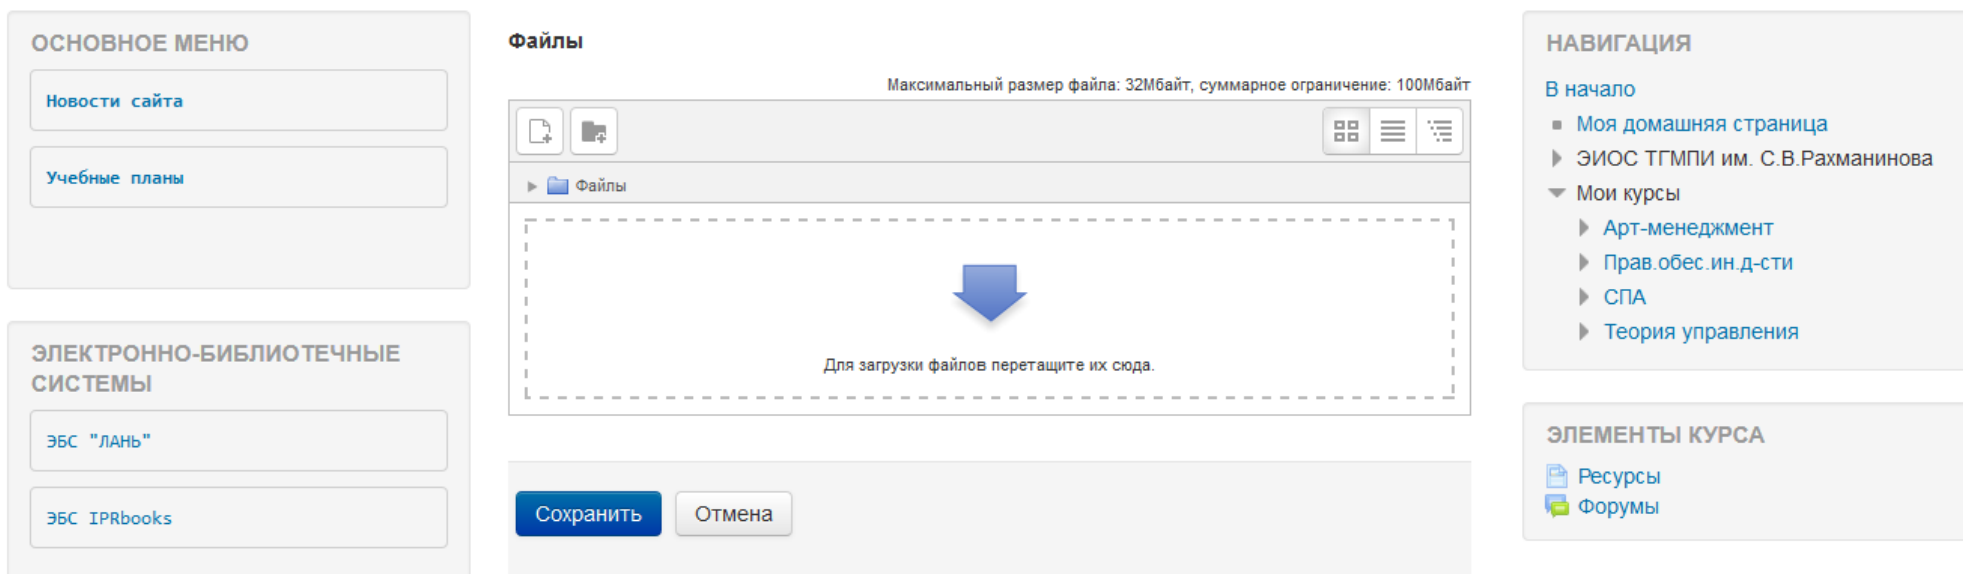 ОСНОВНОЕ МЕНЮ
Новости сайта
Учебные планы
ЭЛЕКТРОННО-БИБЛИОТЕЧНЫЕ
СИСТЕМЫ
ЭБС "ЛАНЬ"
ЭБС IPRbooks
Файлы
Максимальный размер файла: 32Мбайт, суммарное ограничение: 100Мбайт
Файлы
Для загрузки файлов перетащите их сюда.
Сохранить
Отмена
НАВИГАЦИЯ
В начало
Моя домашняя страница
ЭИОС ТГМПИ им. С.В.Рахманинова
Мои курсы
Арт-менеджмент
Прав.обес.ин.д-сти
СПА
Теория управления
ЭЛЕМЕНТЫ КУРСА
Ресурсы
Форумы